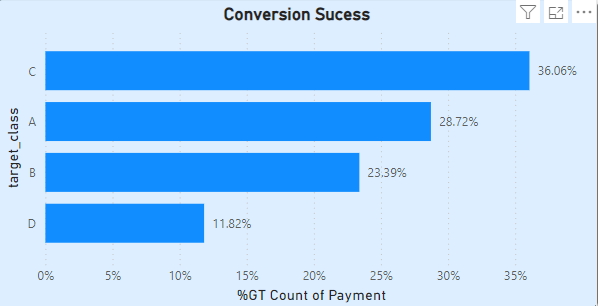 Conversion Sucess
target_class
C
36.06%
A
28.72%
B
23.39%
D
11.82%
0% 5% 10% 15% 20% 25% 30% 35%
%GT Count of Payment